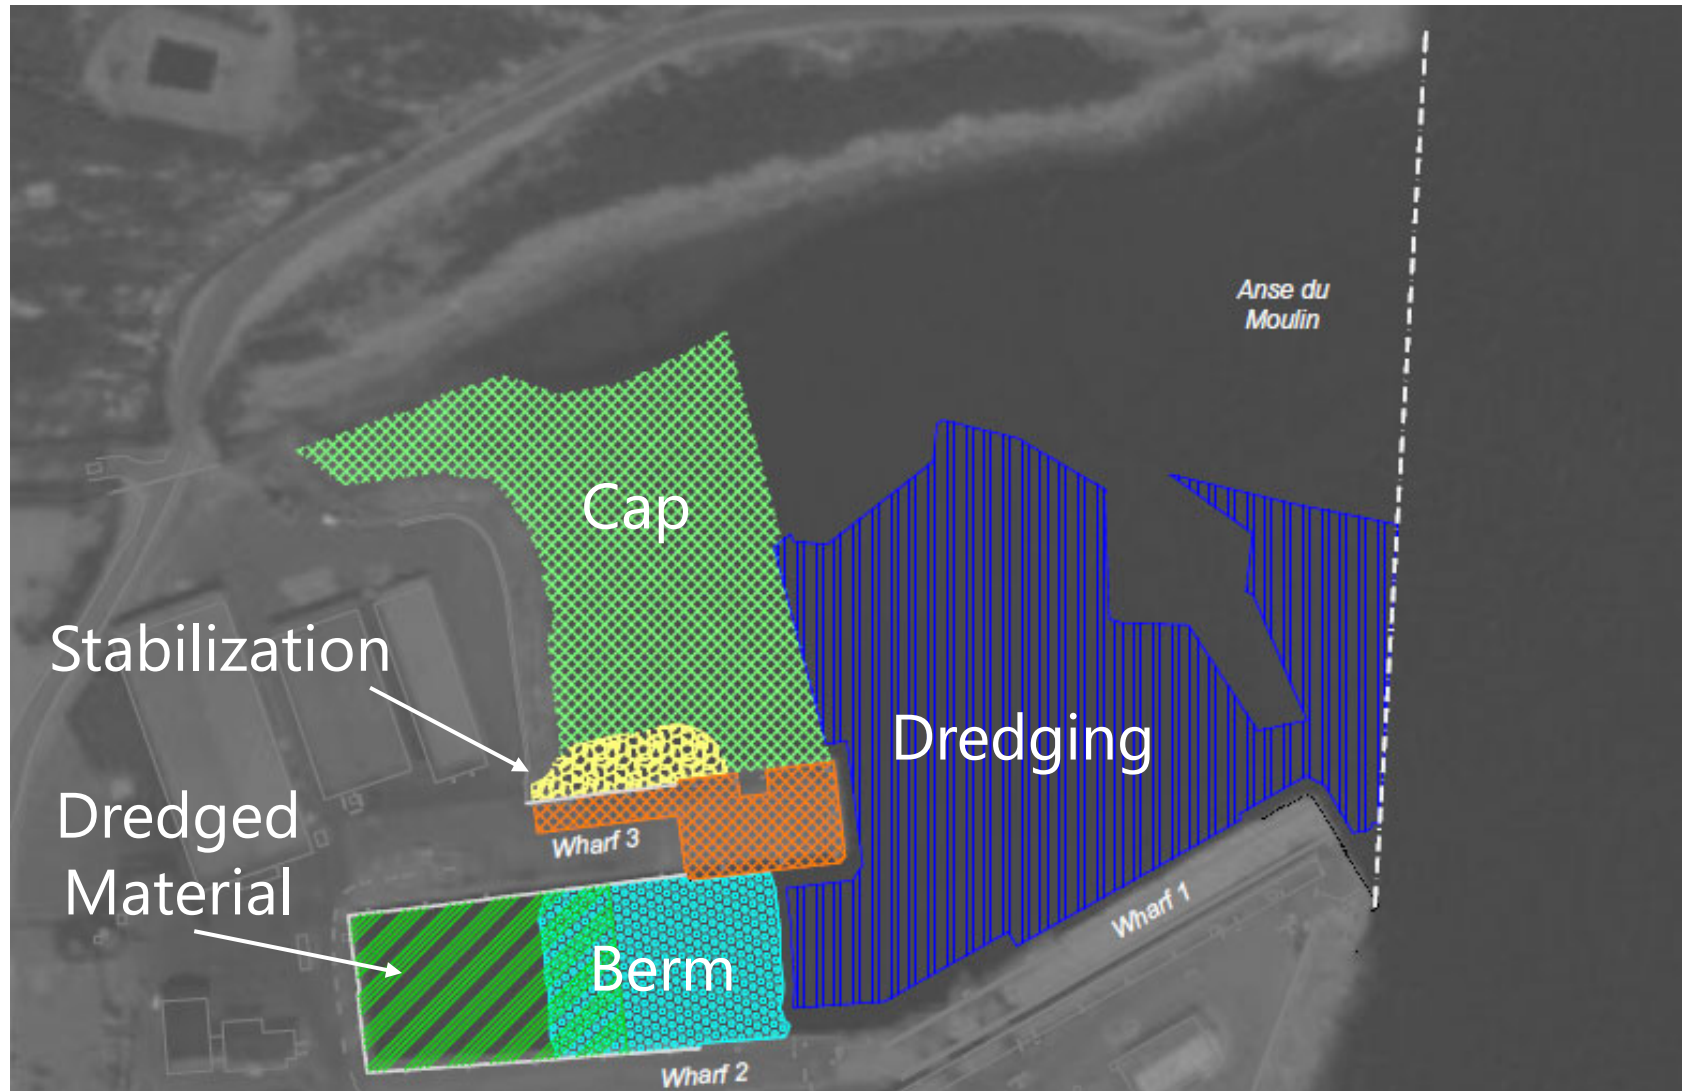 Anse du
Moulin
Cap
Stabilization
Dredging
Dredged
Material
Wharf 3
Wharf 1
Berm
Wharf 2